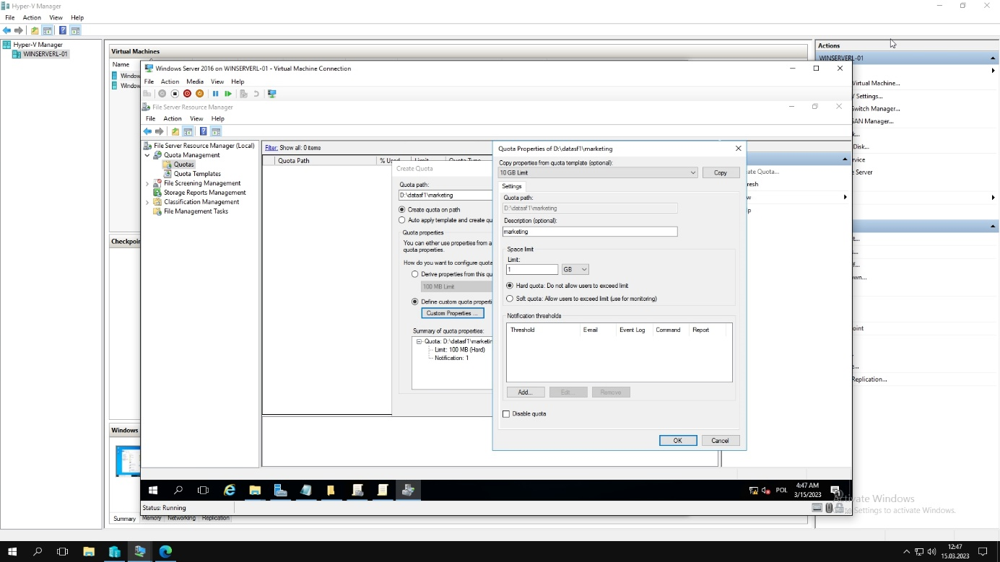 Hyper-V Manager
File Action View Help
Hyper-V Manager
WINSERVERL-01
Virtual Machines
Name
Window
Window
Checkpoin
Windows
Summary Memory Networking Replication
Actions
WINSERVERL-01
Virtual Machine...
Settings...
Switch Manager...
SAN Manager...
Disk...
rvice
e Server
t...
f...
wn...
oint
Replication...
Windows Server 2016 on WINSERVERL-01 - Virtual Machine Connection
File Action Media View Help
File Server Resource Manager
File Action View Help
File Server Resource Manager (Local)
Quota Management
Quotas
Quota Templates
File Screening Management
Storage Reports Management
Classification Management
File Management Tasks
Filter: Show all: 0 items
Quota Path % Used Limit Quota Type
ate Quota...
resh
w
p
Create Quota
Quota path:
D:\datasf1\marketing
Create quota on path
Auto apply template and create qu
Quota properties
You can either use properties from a
quota properties.
How do you want to configure quota
Derive properties from this qu
100 MB Limit
Define custom quota properti
Custom Properties ...
Summary of quota properties:
Quota: D:\datasf1\marketin
Limit: 100 MB (Hard)
Notification: 1
Quota Properties of D:\datasf1\marketing
Copy properties from quota template (optional):
10 GB Limit Copy
Settings
Quota path:
D:\datasf1\marketing
Description (optional):
marketing
Space limit
Limit:
1 GB
Hard quota: Do not allow users to exceed limit
Soft quota: Allow users to exceed limit (use for monitoring)
Notification thresholds
Threshold E-mail Event Log Command Report
Add... Edit... Remove
Disable quota
OK Cancel
POL 4:47 AM
3/15/2023
Status: Running
Activate Windows
Settings to activate Windows.
12:47
15.03.2023